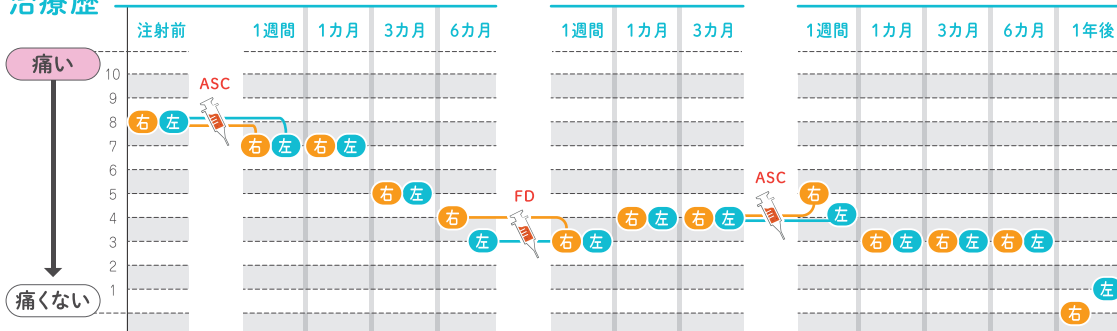 治療歴
注射前 1週間 1カ月 3カ月 6カ月 1週間 1カ月 3カ月 1週間 1カ月 3カ月 6カ月 1年後
痛い
10
ASC
9
8 右 左
7 右 左 右 左
6
ASC
5 右 左 FD 右
4 右 右 左 右 左 左
3 左 右 左 右 左 右 左 右 左
2
1 左
痛くない
右